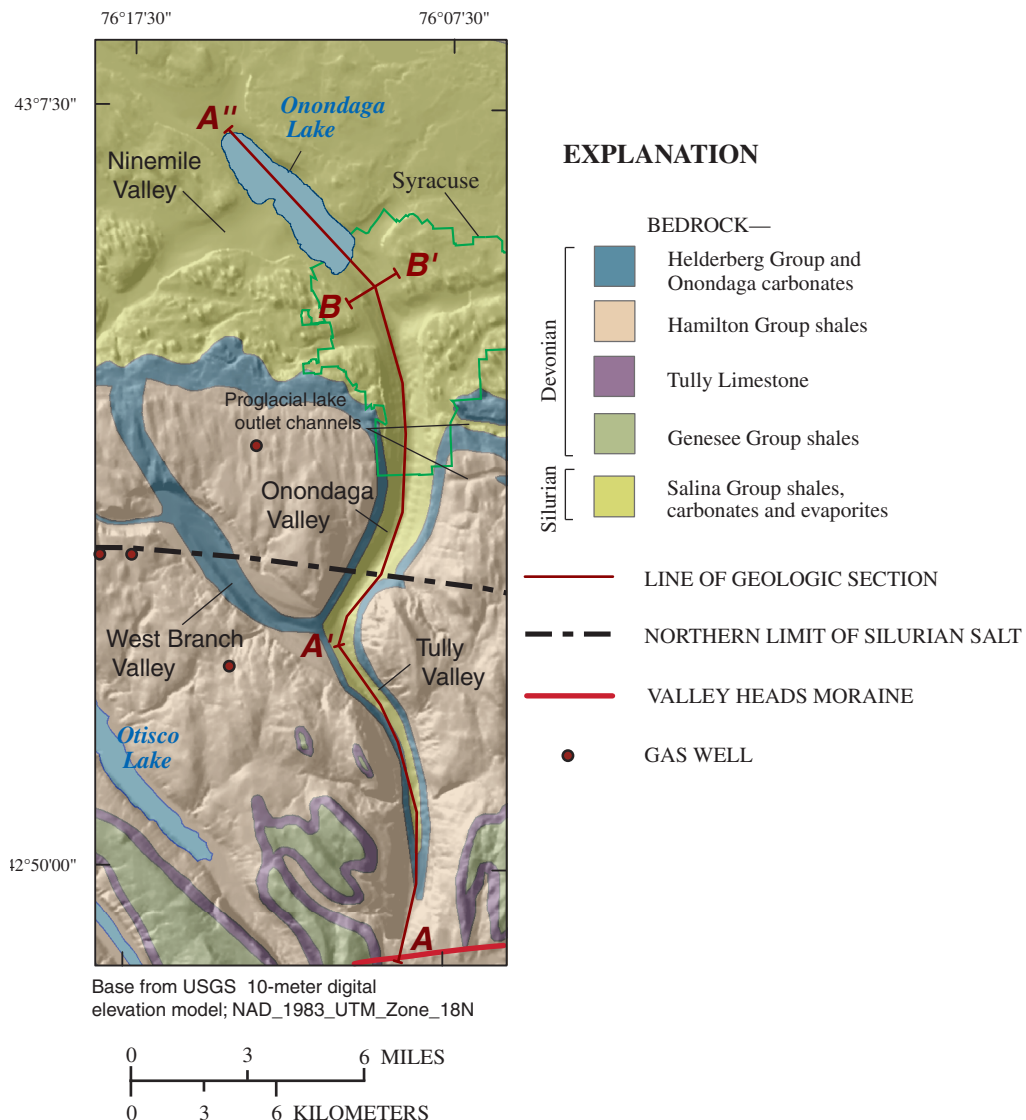 76°17'30"
76°07'30"
43°7'30"
A''
Onondaga
Lake
Ninemile
Valley
Syracuse
B'
B
Proglacial lake
outlet channels
Onondaga
Valley
West Branch
Valley
A'
Tully
Valley
Otisco
Lake
42°50'00"
A
Base from USGS 10-meter digital
elevation model; NAD_1983_UTM_Zone_18N
0 3 6 MILES
0 3 6 KILOMETERS
EXPLANATION
BEDROCK—
Devonian
Helderberg Group and
Onondaga carbonates
Hamilton Group shales
Tully Limestone
Genesee Group shales
Silurian
Salina Group shales,
carbonates and evaporites
LINE OF GEOLOGIC SECTION
NORTHERN LIMIT OF SILURIAN SALT
VALLEY HEADS MORAINE
GAS WELL